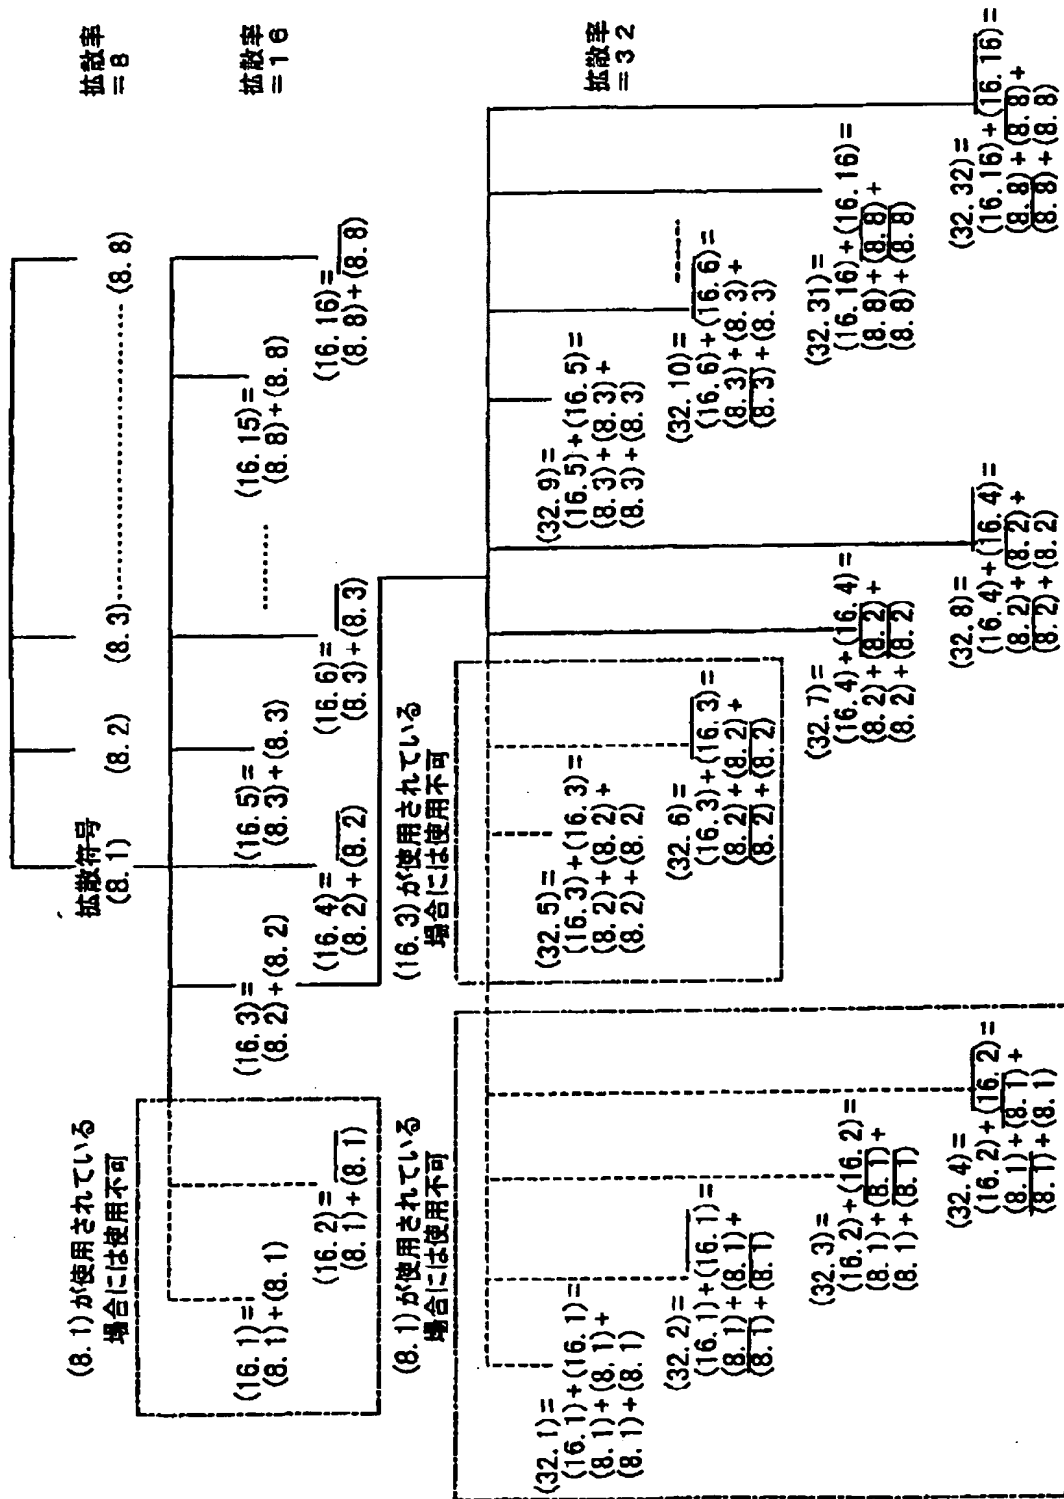 拡散率
=8
拡散符号
(8. 1)
(8. 2)
(8. 3)
(8. 8)
拡散率
=16
(8. 1)が使用されている
場合には使用不可
(16. 1)=
(8. 1)+(8. 1)
(16. 2)=
(8. 1)+(8. 1)
(16. 3)=
(8. 2)+(8. 2)
(16. 4)=
(8. 2)+(8. 2)
(16. 5)=
(8. 3)+(8. 3)
(16. 6)=
(8. 3)+(8. 3)
(16. 15)=
(8. 8)+(8. 8)
(16. 16)=
(8. 8)+(8. 8)
拡散率
=32
(8. 1)が使用されている
場合には使用不可
(32. 1)=
(16. 1)+(16. 1)=
(8. 1)+(8. 1)+
(8. 1)+(8. 1)
(32. 2)=
(16. 1)+(16. 1)=
(8. 1)+(8. 1)+
(8. 1)+(8. 1)
(32. 3)=
(16. 2)+(16. 2)=
(8. 1)+(8. 1)+
(8. 1)+(8. 1)
(32. 4)=
(16. 2)+(16. 2)=
(8. 1)+(8. 1)+
(8. 1)+(8. 1)
(16. 3)が使用されている
場合には使用不可
(32. 5)=
(16. 3)+(16. 3)=
(8. 2)+(8. 2)+
(8. 2)+(8. 2)
(32. 6)=
(16. 3)+(16. 3)=
(8. 2)+(8. 2)+
(8. 2)+(8. 2)
(32. 7)=
(16. 4)+(16. 4)=
(8. 2)+(8. 2)+
(8. 2)+(8. 2)
(32. 8)=
(16. 4)+(16. 4)=
(8. 2)+(8. 2)+
(8. 2)+(8. 2)
(32. 9)=
(16. 5)+(16. 5)=
(8. 3)+(8. 3)+
(8. 3)+(8. 3)
(32. 10)=
(16. 6)+(16. 6)=
(8. 3)+(8. 3)+
(8. 3)+(8. 3)
(32. 31)=
(16. 16)+(16. 16)=
(8. 8)+(8. 8)+
(8. 8)+(8. 8)
(32. 32)=
(16. 16)+(16. 16)=
(8. 8)+(8. 8)+
(8. 8)+(8. 8)